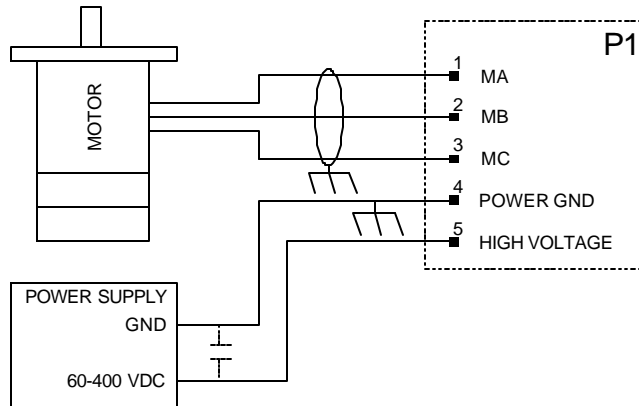 P1
MOTOR
1 MA
2 MB
3 MC
4 POWER GND
5 HIGH VOLTAGE
POWER SUPPLY
GND
60-400 VDC